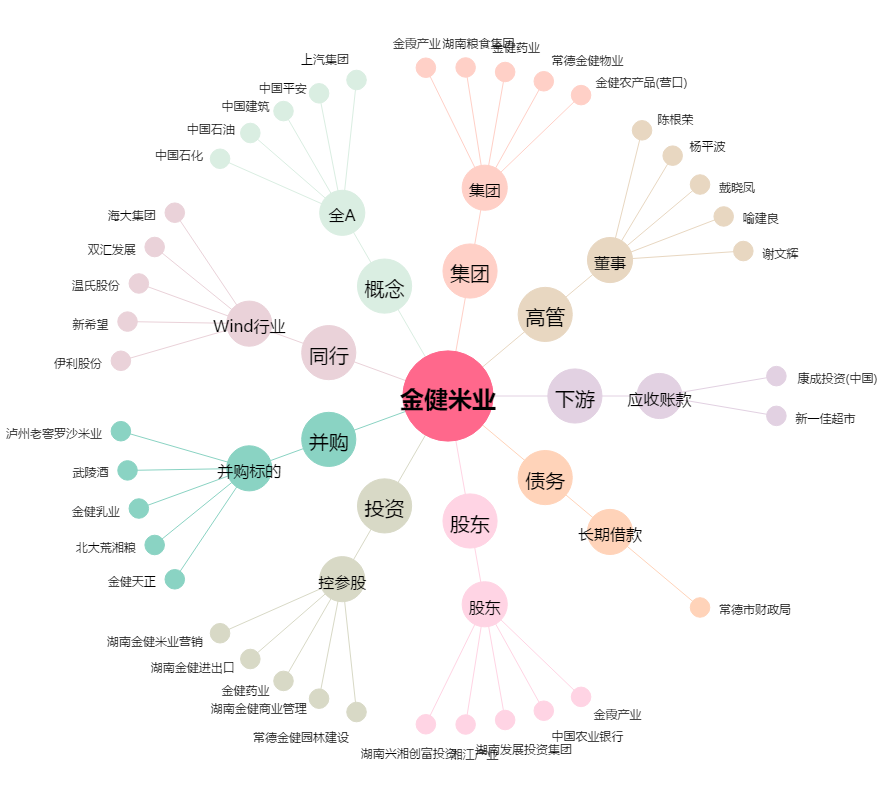 上汽集团
中国平安
中国建筑
中国石油
中国石化
全A
概念
金霞产业
湖南粮食集团
金健药业
常德金健物业
金健农产品(营口)
集团
集团
陈根荣
杨平波
戬晓凤
喻建良
谢文辉
董事
高管
海大集团
双汇发展
温氏股份
新希望
伊利股份
Wind行业
同行
金健米业
下游
应收账款
康成投资(中国)
新一佳超市
泸州老窖罗沙米业
武陵酒
金健乳业
北大荒湘粮
金健天正
并购标的
并购
投资
控参股
湖南金健米业营销
湖南金健进出口
金健药业
湖南金健商业管理
常德金健园林建设
股东
股东
湖南兴湘创富投资
湘江产业
湖南发展投资集团
中国农业银行
金霞产业
债务
长期借款
常德市财政局